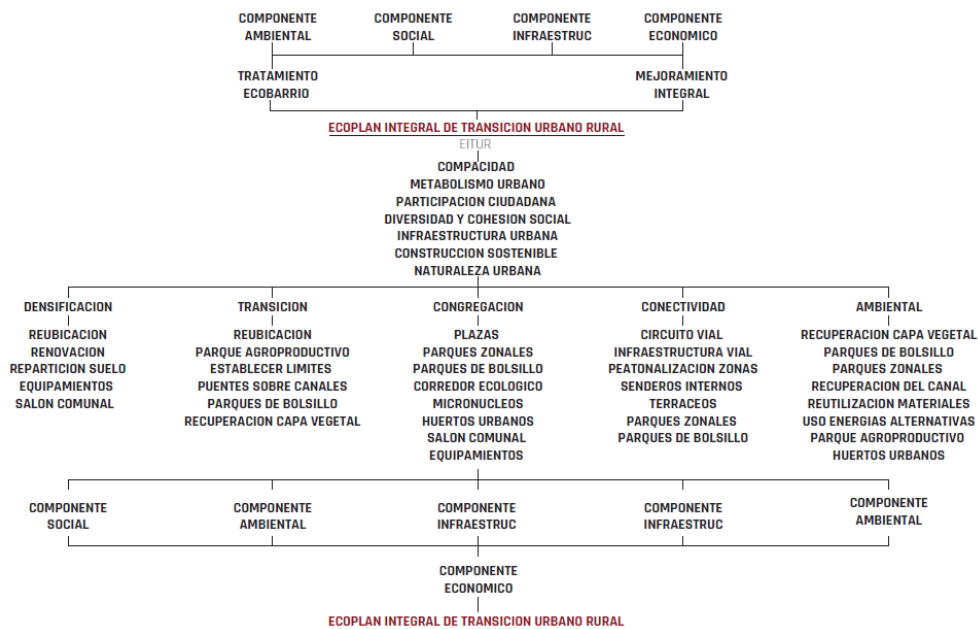 COMPONENTE
AMBIENTAL
COMPONENTE
SOCIAL
COMPONENTE
INFRAESTRUC
COMPONENTE
ECONOMICO
TRATAMIENTO
ECOBARRIO
MEJORAMIENTO
INTEGRAL
ECOPLAN INTEGRAL DE TRANSICION URBANO RURAL
EITUR
COMPACIDAD
METABOLISMO URBANO
PARTICIPACION CIUDADANA
DIVERSIDAD Y COHESION SOCIAL
INFRAESTRUCTURA URBANA
CONSTRUCCION SOSTENIBLE
NATURALEZA URBANA
DENSIFICACION
REUBICACION
RENOVACION
REPARTICION SUELO
EQUIPAMIENTOS
SALON COMUNAL
TRANSICION
REUBICACION
PARQUE AGROPRODUCTIVO
ESTABLECER LIMITES
PUENTES SOBRE CANALES
PARQUES DE BOLSILLO
RECUPERACION CAPA VEGETAL
CONGREGACION
PLAZAS
PARQUES ZONALES
PARQUES DE BOLSILLO
CORREDOR ECOLOGICO
MICRONUCLEOS
HUERTOS URBANOS
SALON COMUNAL
EQUIPAMIENTOS
CONECTIVIDAD
CIRCUITO VIAL
INFRAESTRUCTURA VIAL
PEATONALIZACION ZONAS
SENDEROS INTERNOS
TERRACEOS
PARQUES ZONALES
PARQUES DE BOLSILLO
AMBIENTAL
RECUPERACION CAPA VEGETAL
PARQUES DE BOLSILLO
PARQUES ZONALES
RECUPERACION DEL CANAL
REUTILIZACION MATERIALES
USO ENERGIAS ALTERNATIVAS
PARQUE AGROPRODUCTIVO
HUERTOS URBANOS
COMPONENTE
SOCIAL
COMPONENTE
AMBIENTAL
COMPONENTE
INFRAESTRUC
COMPONENTE
INFRAESTRUC
COMPONENTE
AMBIENTAL
COMPONENTE
ECONOMICO
ECOPLAN INTEGRAL DE TRANSICION URBANO RURAL